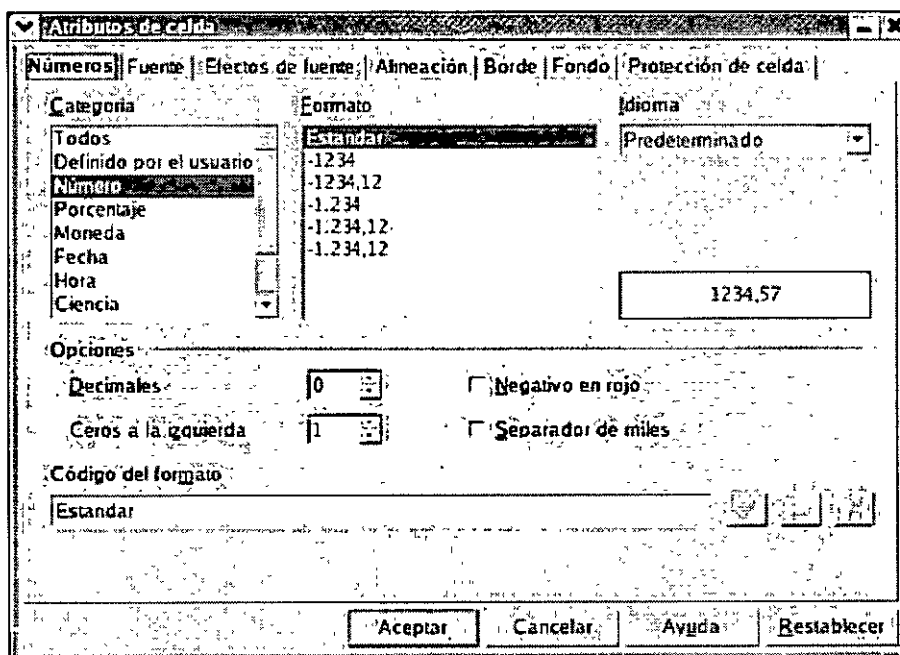 Atributos de celda
Números Fuente Efectos de fuente Alineación Borde Fondo Protección de celda
Categoría Formato Idioma
Todos
Definido por el usuario
Número
Porcentaje
Moneda
Fecha
Hora
Ciencia
Estandar
-1234
-1234,12
-1.234
-1.234,12
-1.234,12
Predeterminado
1234,57
Opciones
Decimales 0 Negativo en rojo
Ceros a la izquierda 1 Separador de miles
Código del formato
Estandar
Aceptar Cancelar Ayuda Restablecer